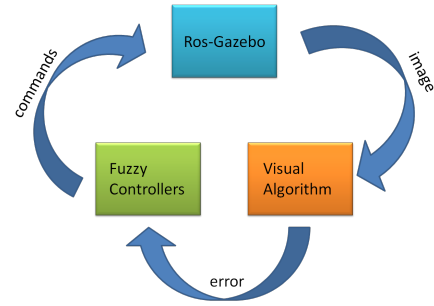 Ros-Gazebo
commands
image
Fuzzy
Controllers
Visual
Algorithm
error